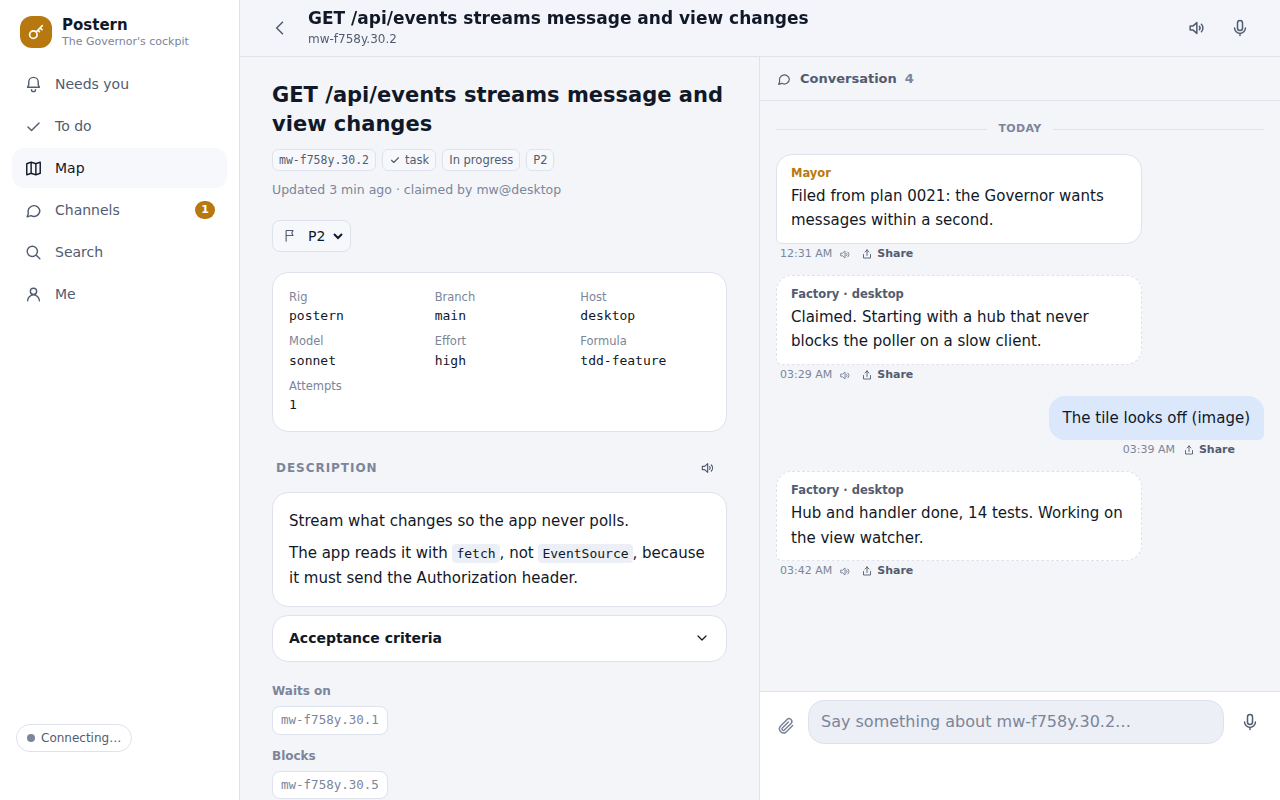 Postern
The Governor's cockpit
Needs you
To do
Map
Channels 1
Search
Me
Connecting…
GET /api/events streams message and view changes
mw-f758y.30.2
GET /api/events streams message and
view changes
mw-f758y.30.2 task In progress P2
Updated 3 min ago · claimed by mw@desktop
P2
Rig Branch Host
postern main desktop
Model Effort Formula
sonnet high tdd-feature
Attempts
1
DESCRIPTION
Stream what changes so the app never polls.
The app reads it with fetch, not EventSource, because
it must send the Authorization header.
Acceptance criteria
Waits on
mw-f758y.30.1
Blocks
mw-f758y.30.5
Conversation 4
TODAY
Mayor
Filed from plan 0021: the Governor wants
messages within a second.
12:31 AM Share
Factory · desktop
Claimed. Starting with a hub that never
blocks the poller on a slow client.
03:29 AM Share
The tile looks off (image)
03:39 AM Share
Factory · desktop
Hub and handler done, 14 tests. Working on
the view watcher.
03:42 AM Share
Say something about mw-f758y.30.2…